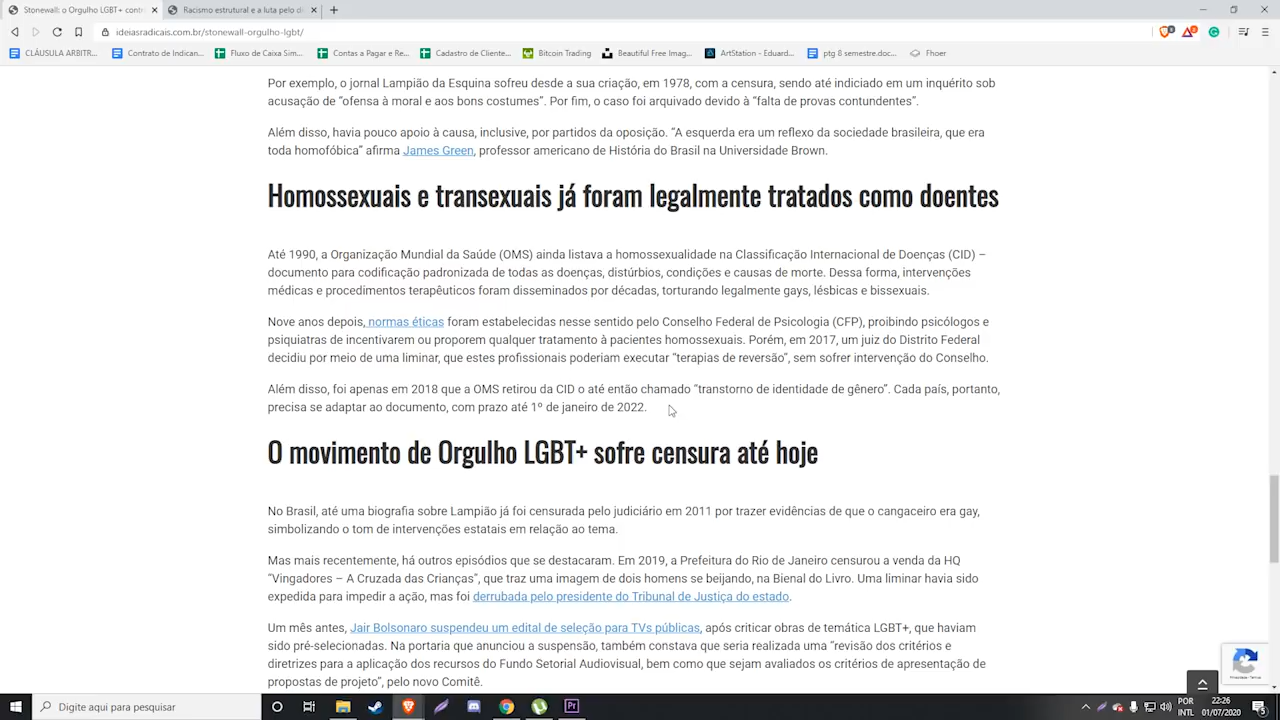 Stonewall: o Orgulho LGBT+ contr
Racismo estrutural e a luta pelo d
ideiasradicais.com.br/stonewall-orgulho-lgbt/
CLÁUSULA ARBITR...
Contrato de Indican...
Fluxo de Caixa Sim...
Contas a Pagar e Re...
Cadastro de Cliente...
Bitcoin Trading
Beautiful Free Imag...
ArtStation - Eduard...
ptg 8 semestre.doc...
Fhoer
Por exemplo, o jornal Lampião da Esquina sofreu desde a sua criação, em 1978, com a censura, sendo até indiciado em um inquérito sob
acusação de “ofensa à moral e aos bons costumes”. Por fim, o caso foi arquivado devido à “falta de provas contundentes”.
Além disso, havia pouco apoio à causa, inclusive, por partidos da oposição. “A esquerda era um reflexo da sociedade brasileira, que era
toda homofóbica” afirma James Green, professor americano de História do Brasil na Universidade Brown.
Homossexuais e transexuais já foram legalmente tratados como doentes
Até 1990, a Organização Mundial da Saúde (OMS) ainda listava a homossexualidade na Classificação Internacional de Doenças (CID) –
documento para codificação padronizada de todas as doenças, distúrbios, condições e causas de morte. Dessa forma, intervenções
médicas e procedimentos terapêuticos foram disseminados por décadas, torturando legalmente gays, lésbicas e bissexuais.
Nove anos depois, normas éticas foram estabelecidas nesse sentido pelo Conselho Federal de Psicologia (CFP), proibindo psicólogos e
psiquiatras de incentivarem ou proporem qualquer tratamento à pacientes homossexuais. Porém, em 2017, um juiz do Distrito Federal
decidiu por meio de uma liminar, que estes profissionais poderiam executar “terapias de reversão”, sem sofrer intervenção do Conselho.
Além disso, foi apenas em 2018 que a OMS retirou da CID o até então chamado “transtorno de identidade de gênero”. Cada país, portanto,
precisa se adaptar ao documento, com prazo até 1º de janeiro de 2022.
O movimento de Orgulho LGBT+ sofre censura até hoje
No Brasil, até uma biografia sobre Lampião já foi censurada pelo judiciário em 2011 por trazer evidências de que o cangaceiro era gay,
simbolizando o tom de intervenções estatais em relação ao tema.
Mas mais recentemente, há outros episódios que se destacaram. Em 2019, a Prefeitura do Rio de Janeiro censurou a venda da HQ
“Vingadores – A Cruzada das Crianças”, que traz uma imagem de dois homens se beijando, na Bienal do Livro. Uma liminar havia sido
expedida para impedir a ação, mas foi derrubada pelo presidente do Tribunal de Justiça do estado.
Um mês antes, Jair Bolsonaro suspendeu um edital de seleção para TVs públicas, após criticar obras de temática LGBT+, que haviam
sido pré-selecionadas. Na portaria que anunciou a suspensão, também constava que seria realizada uma “revisão dos critérios e
diretrizes para a aplicação dos recursos do Fundo Setorial Audiovisual, bem como que sejam avaliados os critérios de apresentação de
propostas de projeto”, pelo novo Comitê.
Privacidade - Termos
Digite aqui para pesquisar
POR
INTL
22:26
01/07/2020